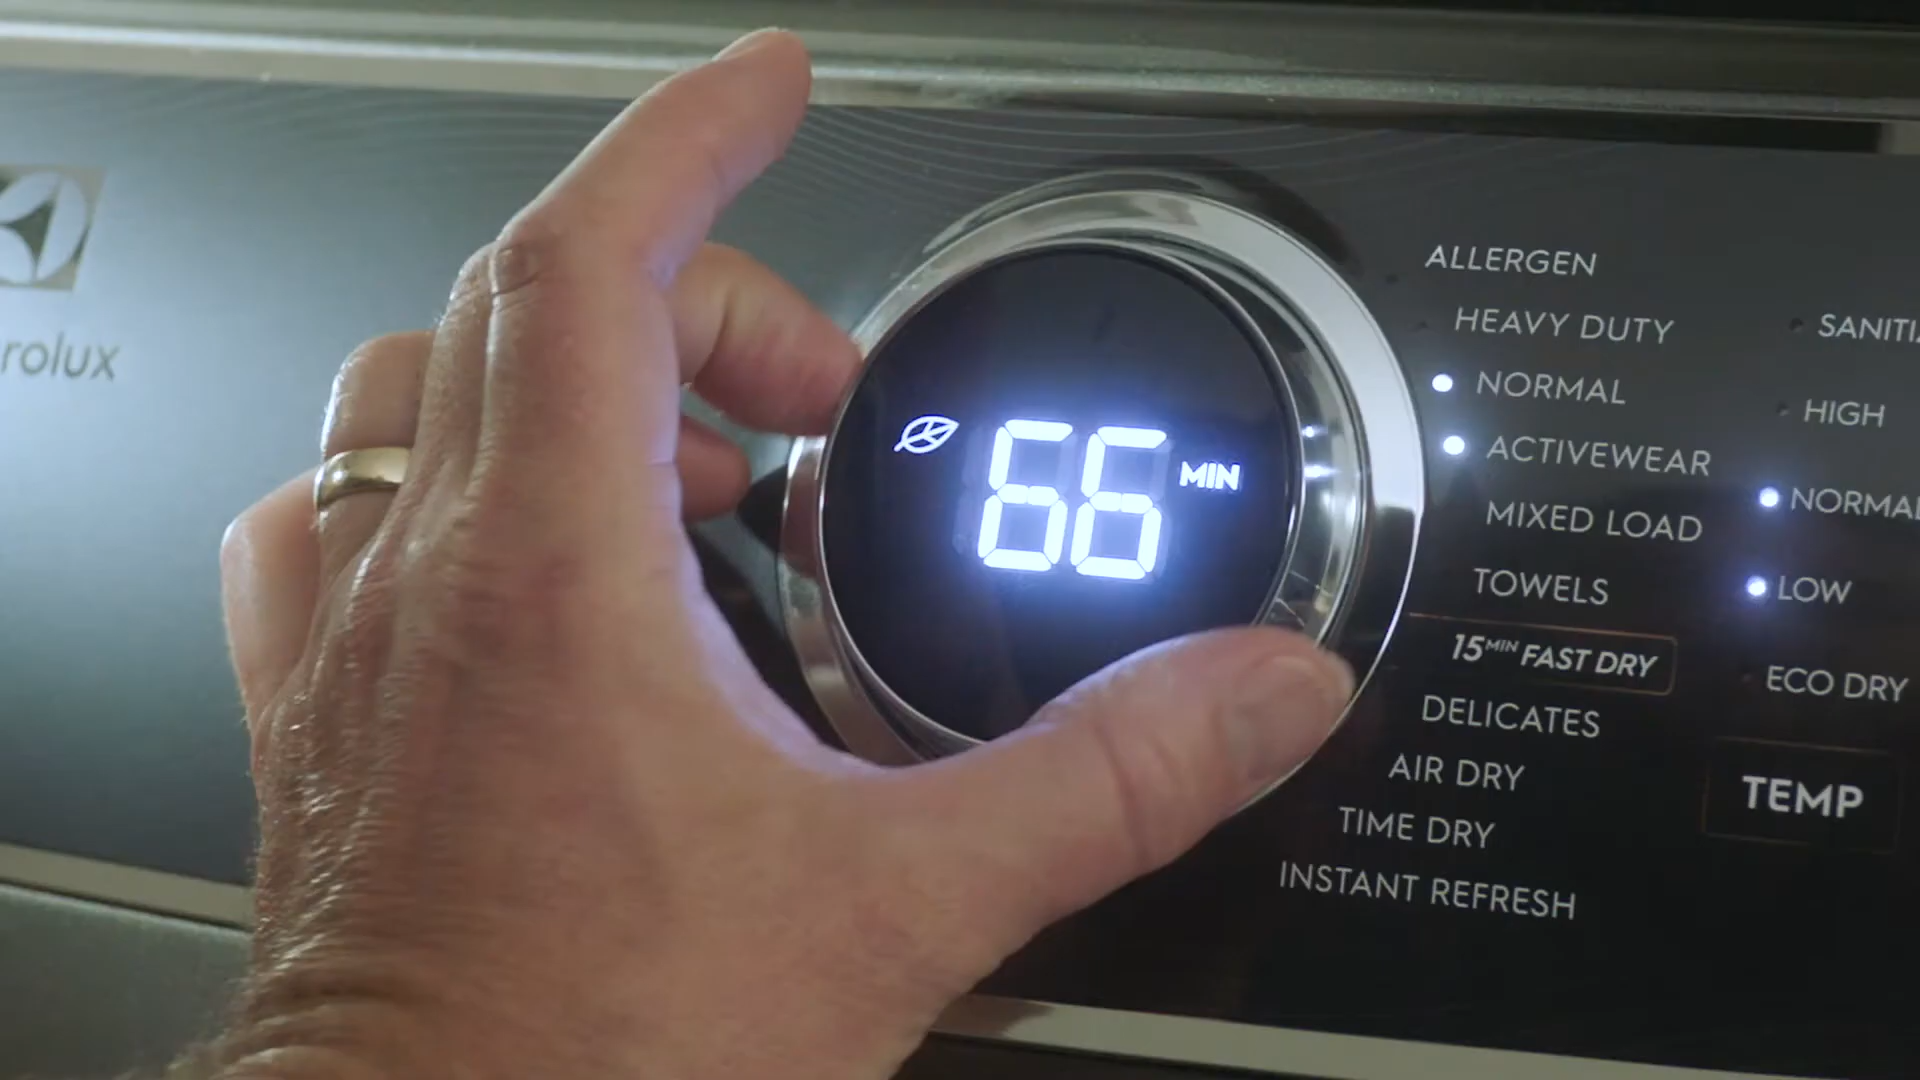 rolux
66 MIN
ALLERGEN
HEAVY DUTY
NORMAL
ACTIVEWEAR
MIXED LOAD
TOWELS
15MIN FAST DRY
DELICATES
AIR DRY
TIME DRY
INSTANT REFRESH
SANITI
HIGH
NORMAL
LOW
ECO DRY
TEMP